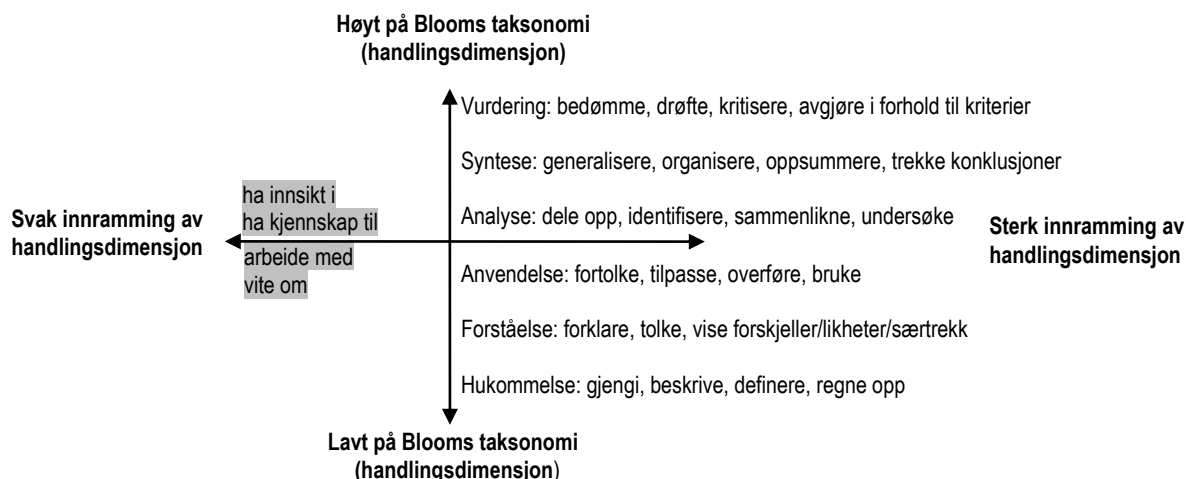 Høyt på Blooms taksonomi
(handlingsdimensjon)
Vurdering: bedømme, drøfte, kritisere, avgjøre i forhold til kriterier
Syntese: generalisere, organisere, oppsummere, trekke konklusjoner
ha innsikt i
ha kjennskap til
Svak innramming av
handlingsdimensjon
Analyse: dele opp, identifisere, sammenlikne, undersøke
Sterk innramming av
handlingsdimensjon
arbeide med
vite om
Anvendelse: fortolke, tilpasse, overføre, bruke
Forståelse: forklare, tolke, vise forskjeller/likheter/særtrekk
Hukommelse: gjengi, beskrive, definere, regne opp
Lavt på Blooms taksonomi
(handlingsdimensjon)